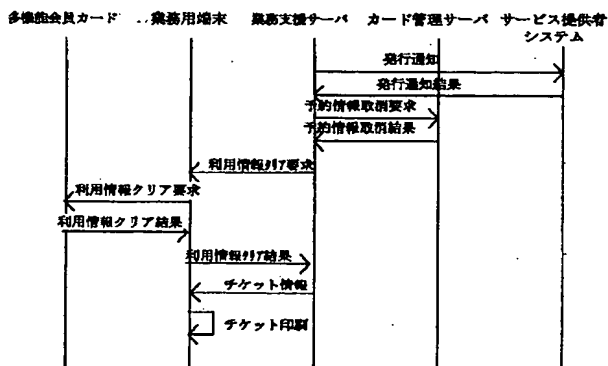 多機能会員カード
業務用端末
業務支援サーバ
カード管理サーバ
サービス提供者
システム
発行通知
発行通知結果
予約情報取消要求
予約情報取消結果
利用情報クリア要求
利用情報クリア要求
利用情報クリア結果
利用情報クリア結果
チケット情報
チケット印刷